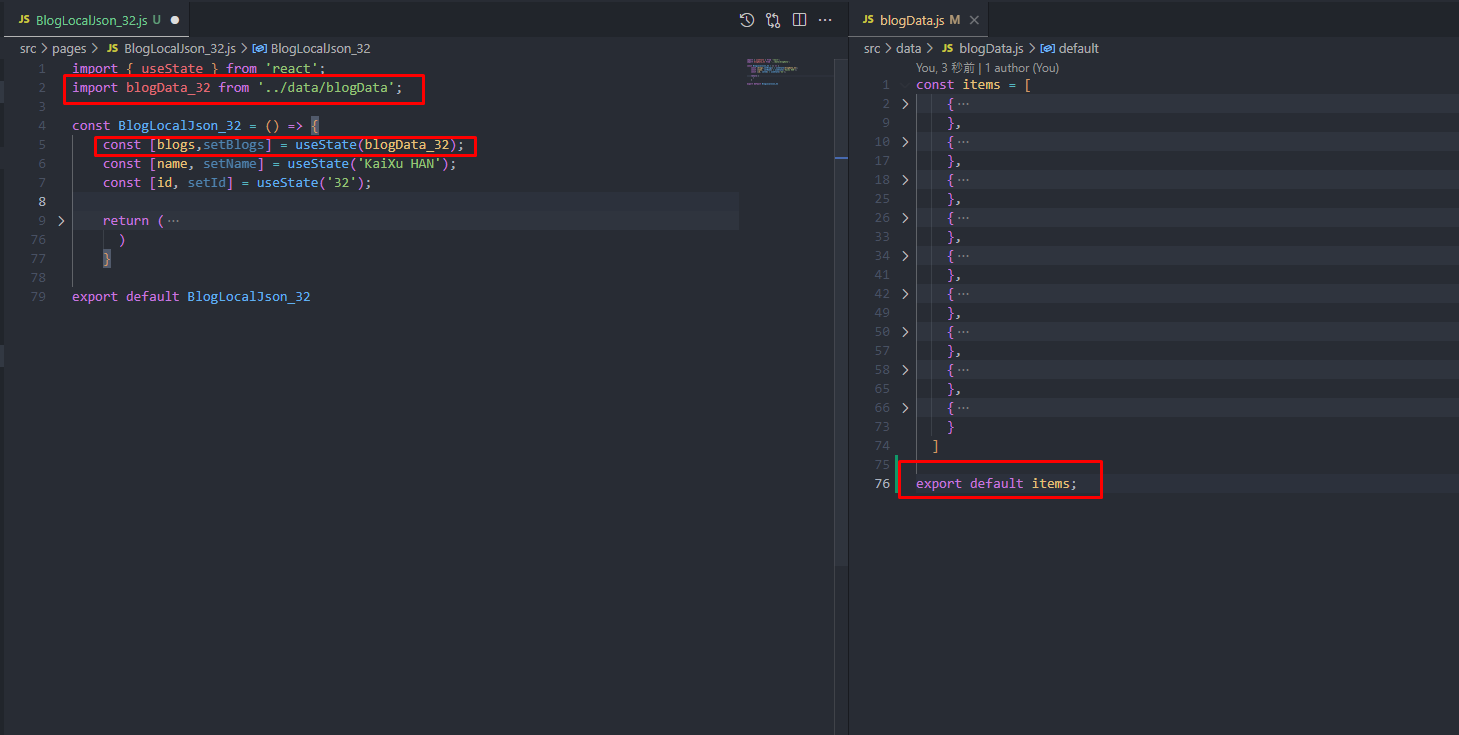 JS BlogLocalJson_32.js U ●
src > pages > JS BlogLocalJson_32.js > BlogLocalJson_32
1 import { useState } from 'react';
2 import blogData_32 from '../data/blogData';
3
4 const BlogLocalJson_32 = () => {
5 const [blogs,setBlogs] = useState(blogData_32);
6 const [name, setName] = useState('KaiXu HAN');
7 const [id, setId] = useState('32');
8
9 > return ( ···
76 )
77 }
78
79 export default BlogLocalJson_32
JS blogData.js M ×
src > data > JS blogData.js > default
You, 3 秒前 | 1 author (You)
1 const items = [
2 > { ···
9 },
10 > { ···
17 },
18 > { ···
25 },
26 > { ···
33 },
34 > { ···
41 },
42 > { ···
49 },
50 > { ···
57 },
58 > { ···
65 },
66 > { ···
73 }
74 ]
75
76 export default items;